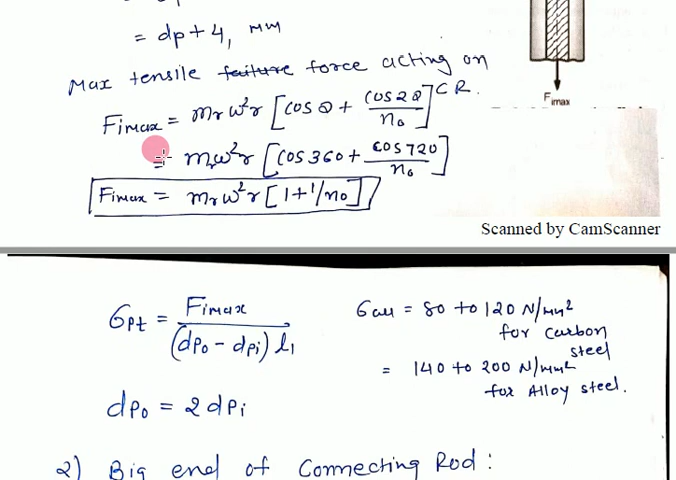 = dp + 4, mm
Max tensile failure force acting on
C R.
Fimax = mr ω²r [cos θ + cos 2θ / n₀]
= mr ω²r [cos 360 + cos 720 / n₀]
Fimax = mr ω²r [1 + 1/n₀]
Fimax
Scanned by CamScanner
σpt = Fimax / (dpo - dpi) l₁
σall = 80 to 120 N/mm²
for carbon
steel
= 140 to 200 N/mm²
for Alloy steel.
dpo = 2 dpi
2) Big end of Connecting Rod :